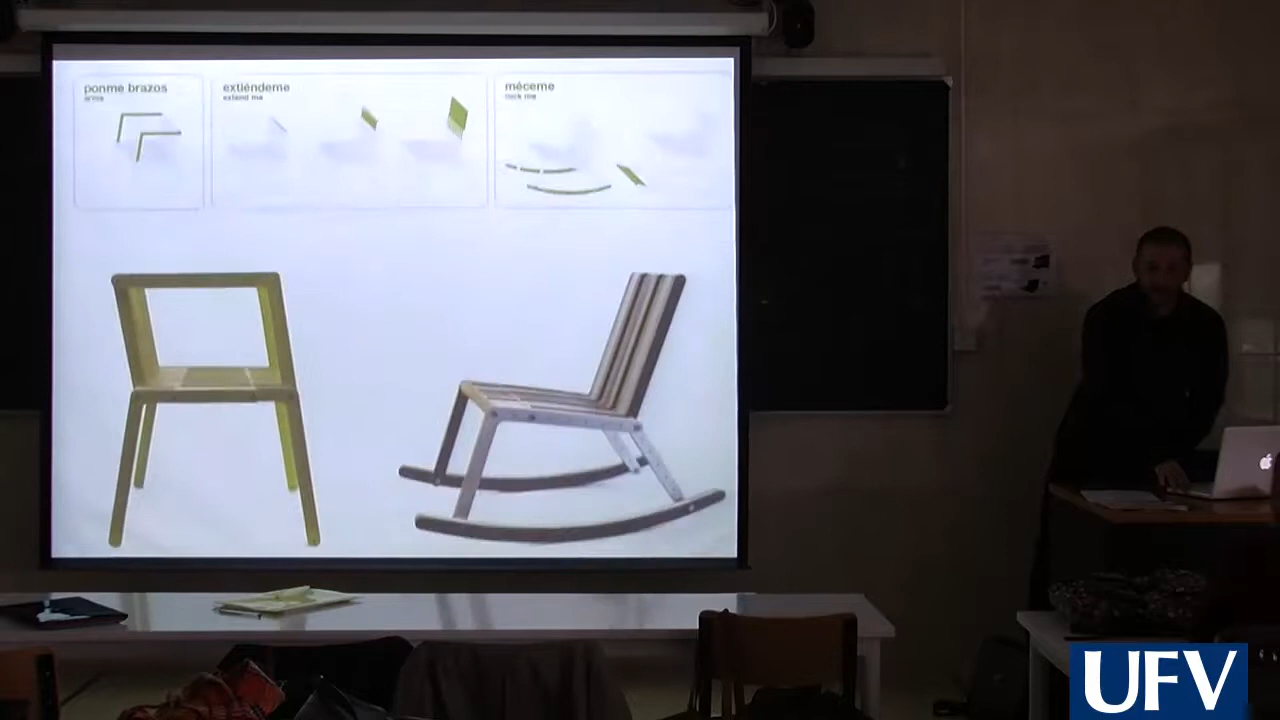 ponme brazos
arms
extiéndeme
extend me
méceme
rock me
UFV